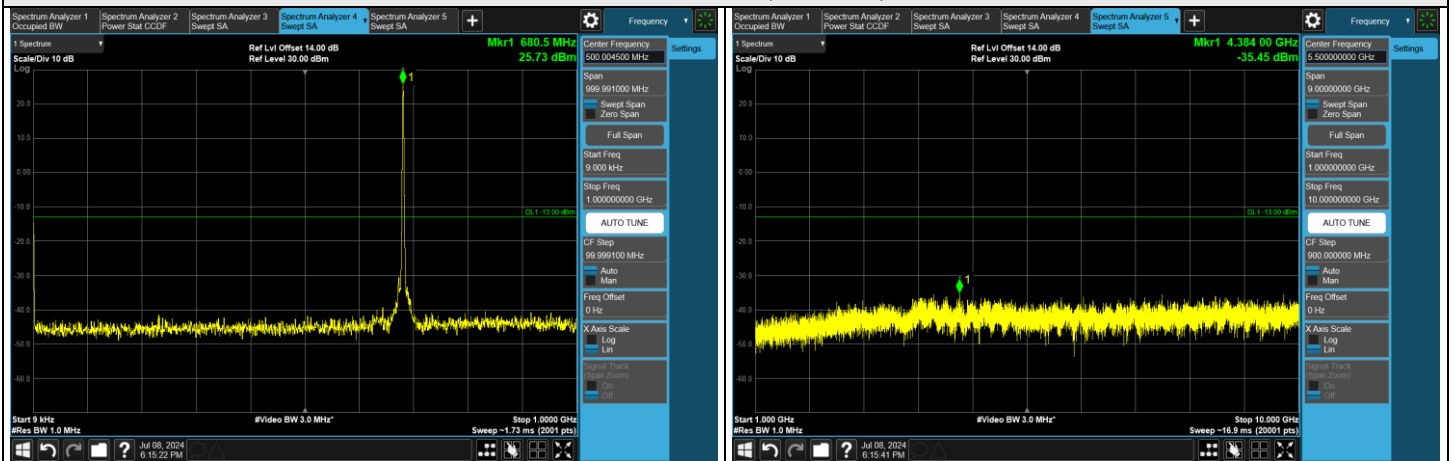 Spectrum Analyzer 1 Spectrum Analyzer 2 Spectrum Analyzer 3 Spectrum Analyzer 4 Spectrum Analyzer 5
Occupied BW Power Stat CCDF Swept SA Swept SA Swept SA
Frequency
1 Spectrum
Scale/Div 10 dB
Log
Ref Lvl Offset 14.00 dB
Ref Level 30.00 dBm
Mkr1 680.5 MHz
25.73 dBm
1
20.0
10.0
0.00
-10.0
DL1 -13.00 dBm
-20.0
-30.0
-40.0
-50.0
-60.0
Start 9 kHz
#Res BW 1.0 MHz
#Video BW 3.0 MHz*
Stop 1.0000 GHz
Sweep ~1.73 ms (2001 pts)
Center Frequency
500.004500 MHz
Settings
Span
999.991000 MHz
Swept Span
Zero Span
Full Span
Start Freq
9.000 kHz
Stop Freq
1.000000000 GHz
AUTO TUNE
CF Step
99.999100 MHz
Auto
Man
Freq Offset
0 Hz
X Axis Scale
Log
Lin
Signal Track
(Span Zoom)
On
Off
Jul 08, 2024
6:15:22 PM
Spectrum Analyzer 1 Spectrum Analyzer 2 Spectrum Analyzer 3 Spectrum Analyzer 4 Spectrum Analyzer 5
Occupied BW Power Stat CCDF Swept SA Swept SA Swept SA
Frequency
1 Spectrum
Scale/Div 10 dB
Log
Ref Lvl Offset 14.00 dB
Ref Level 30.00 dBm
Mkr1 4.384 00 GHz
-35.45 dBm
20.0
10.0
0.00
-10.0
DL1 -13.00 dBm
-20.0
-30.0
1
-40.0
-50.0
-60.0
Start 1.000 GHz
#Res BW 1.0 MHz
#Video BW 3.0 MHz*
Stop 10.000 GHz
Sweep ~16.9 ms (2001 pts)
Center Frequency
5.500000000 GHz
Settings
Span
9.00000000 GHz
Swept Span
Zero Span
Full Span
Start Freq
1.000000000 GHz
Stop Freq
10.000000000 GHz
AUTO TUNE
CF Step
900.000000 MHz
Auto
Man
Freq Offset
0 Hz
X Axis Scale
Log
Lin
Signal Track
(Span Zoom)
On
Off
Jul 08, 2024
6:15:41 PM